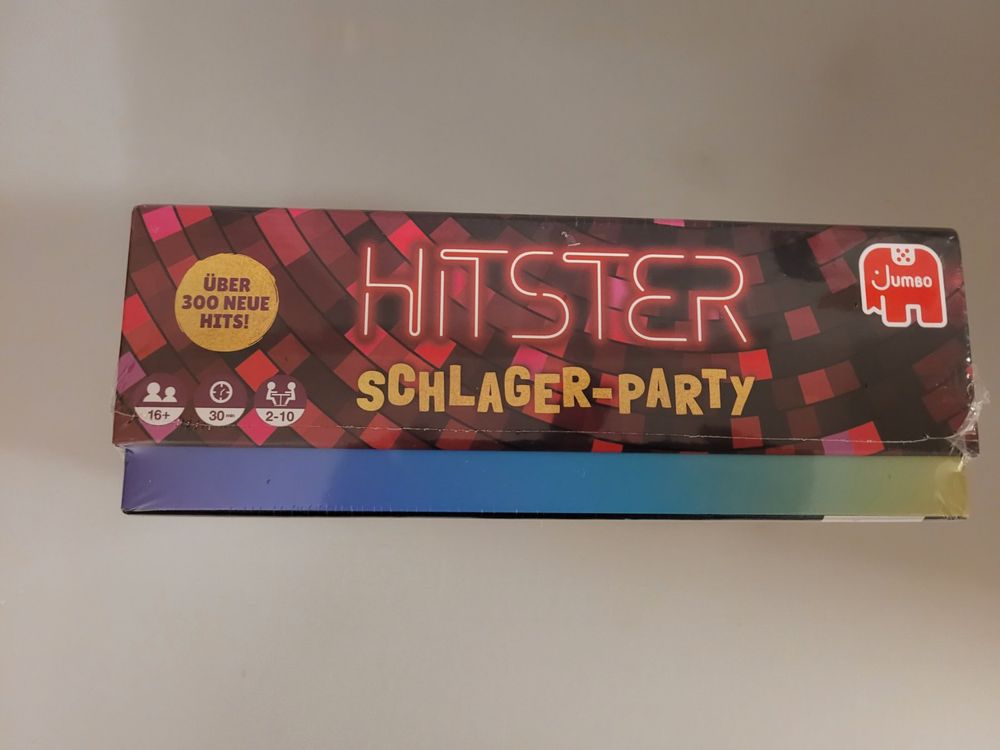 ÜBER
300 NEUE
HITS!
HITSTER
SCHLAGER-PARTY
Jumbo
16+
30 min
2-10